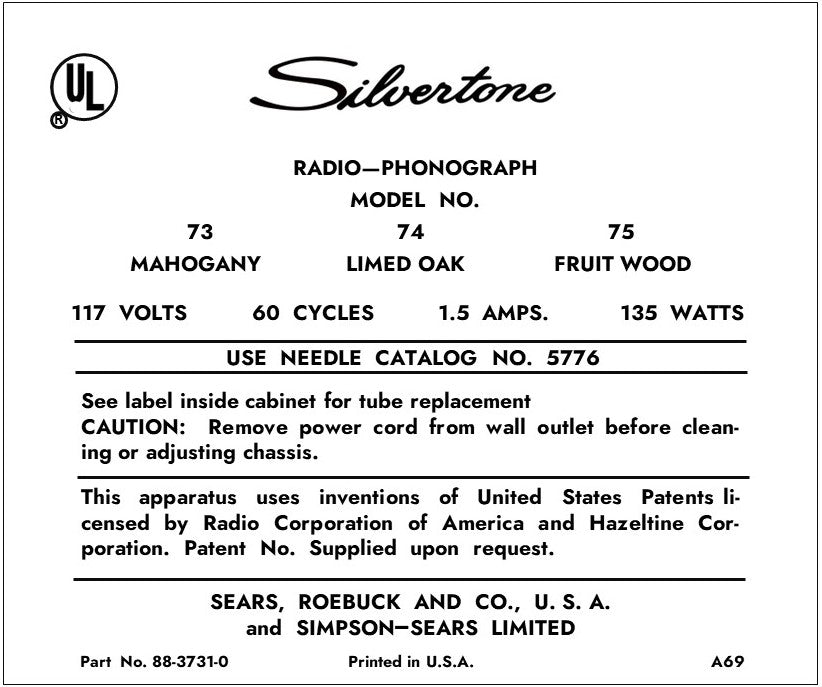 UL
®
Silvertone
RADIO—PHONOGRAPH
MODEL NO.
73 74 75
MAHOGANY LIMED OAK FRUIT WOOD
117 VOLTS 60 CYCLES 1.5 AMPS. 135 WATTS
USE NEEDLE CATALOG NO. 5776
See label inside cabinet for tube replacement
CAUTION: Remove power cord from wall outlet before clean-
ing or adjusting chassis.
This apparatus uses inventions of United States Patents li-
censed by Radio Corporation of America and Hazeltine Cor-
poration. Patent No. Supplied upon request.
SEARS, ROEBUCK AND CO., U. S. A.
and SIMPSON—SEARS LIMITED
Part No. 88-3731-0 Printed in U.S.A. A69